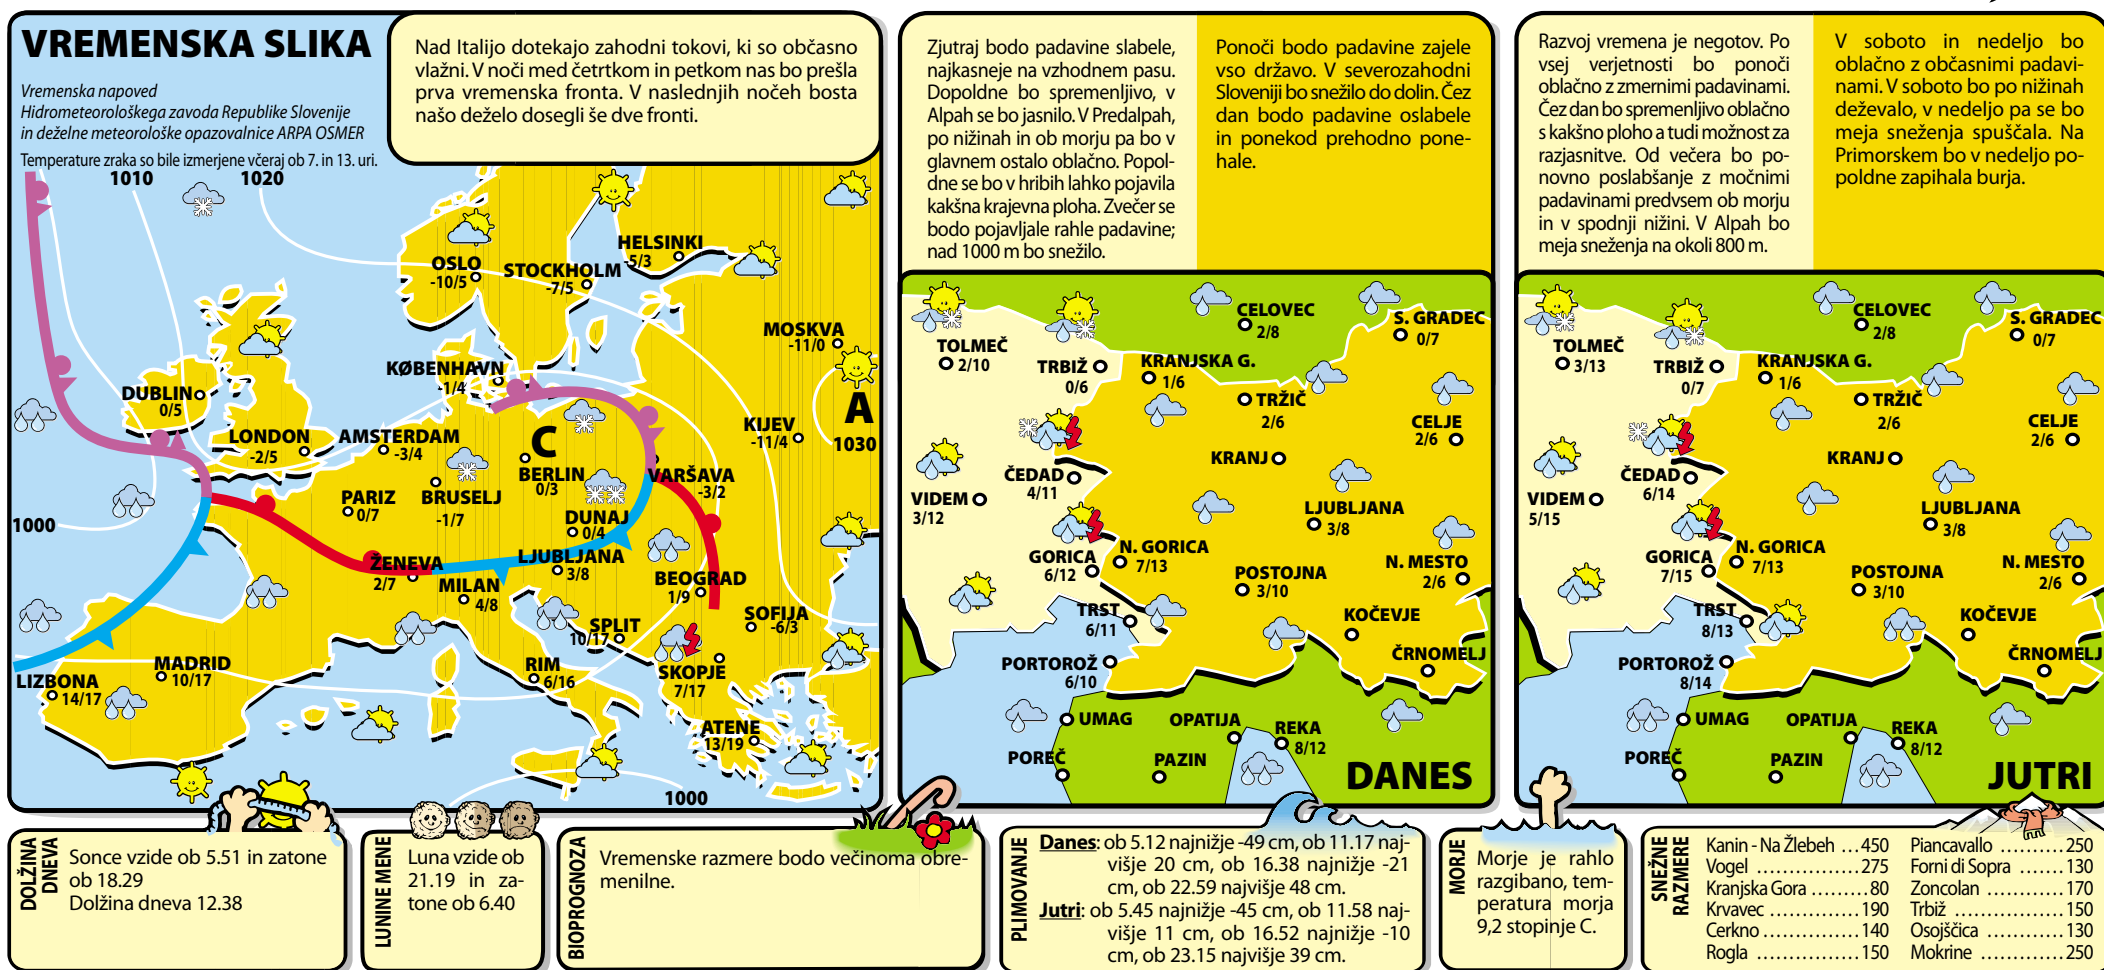 VREMENSKA SLIKA
Vremenska napoved
Hidrometeorološkega zavoda Republike Slovenije
in deželne meteorološke opazovalnice ARPA OSMER
Temperature zraka so bile izmerjene včeraj ob 7. in 13. uri.
Nad Italijo dotekajo zahodni tokovi, ki so občasno
vlažni. V noči med četrtkom in petkom nas bo prešla
prva vremenska fronta. V naslednjih nočeh bosta
našo deželo dosegli še dve fronti.
1010
1020
HELSINKI
-5/3
OSLO
-10/5
STOCKHOLM
-7/5
MOSKVA
-11/0
KØBENHAVN
-1/4
DUBLIN
0/5
A
1030
KIJEV
-11/4
LONDON
-2/5
AMSTERDAM
-3/4
C
BERLIN
0/3
VARŠAVA
-3/2
PARIZ
0/7
BRUSELJ
-1/7
1000
DUNAJ
0/4
ŽENEVA
2/7
LJUBLJANA
3/8
MILAN
4/8
BEOGRAD
1/9
SOFIJA
-6/3
SPLIT
10/17
MADRID
10/17
LIZBONA
14/17
RIM
6/16
SKOPJE
7/17
ATENE
13/19
1000
Zjutraj bodo padavine slabele,
najkasneje na vzhodnem pasu.
Dopoldne bo spremenljivo, v
Alpah se bo jasnilo. V Predalpah,
po nižinah in ob morju pa bo v
glavnem ostalo oblačno. Popol-
dne se bo v hribih lahko pojavila
kakšna krajevna ploha. Zvečer se
bodo pojavljale rahle padavine;
nad 1000 m bo snežilo.
Ponoči bodo padavine zajele
vso državo. V severozahodni
Sloveniji bo snežilo do dolin. Čez
dan bodo padavine oslabele
in ponekod prehodno pone-
hale.
CELOVEC
2/8
S. GRADEC
0/7
TOLMEČ
2/10
TRBIŽ
0/6
KRANJSKA G.
1/6
TRŽIČ
2/6
CELJE
2/6
KRANJ
ČEDAD
4/11
VIDEM
3/12
LJUBLJANA
3/8
GORICA
6/12
N. GORICA
7/13
POSTOJNA
3/10
N. MESTO
2/6
TRST
6/11
KOČEVJE
PORTOROŽ
6/10
ČRNOMELJ
UMAG
OPATIJA
REKA
8/12
POREČ
PAZIN
DANES
Razvoj vremena je negotov. Po
vsej verjetnosti bo ponoči
oblačno z zmernimi padavinami.
Čez dan bo spremenljivo oblačno
s kakšno ploho a tudi možnost za
razjasnitve. Od večera bo po-
novno poslabšanje z močnimi
padavinami predvsem ob morju
in v spodnji nižini. V Alpah bo
meja sneženja na okoli 800 m.
V soboto in nedeljo bo
oblačno z občasnimi padavi-
nami. V soboto bo po nižinah
deževalo, v nedeljo pa se bo
meja sneženja spuščala. Na
Primorskem bo v nedeljo po-
poldne zapihala burja.
CELOVEC
2/8
S. GRADEC
0/7
TOLMEČ
3/13
TRBIŽ
0/7
KRANJSKA G.
1/6
TRŽIČ
2/6
CELJE
2/6
KRANJ
ČEDAD
6/14
VIDEM
5/15
LJUBLJANA
3/8
GORICA
7/15
N. GORICA
7/13
POSTOJNA
3/10
N. MESTO
2/6
TRST
8/13
KOČEVJE
PORTOROŽ
8/14
ČRNOMELJ
UMAG
OPATIJA
REKA
8/12
POREČ
PAZIN
JUTRI
DOLŽINA
DNEVA
Sonce vzide ob 5.51 in zatone
ob 18.29
Dolžina dneva 12.38
LUNINE MENE
Luna vzide ob
21.19 in za-
tone ob 6.40
BIOPROGNOZA
Vremenske razmere bodo večinoma obre-
menilne.
PLIMOVANJE
Danes: ob 5.12 najnižje -49 cm, ob 11.17 naj-
višje 20 cm, ob 16.38 najnižje -21
cm, ob 22.59 najvišje 48 cm.
Jutri: ob 5.45 najnižje -45 cm, ob 11.58 naj-
višje 11 cm, ob 16.52 najnižje -10
cm, ob 23.15 najvišje 39 cm.
MORJE
Morje je rahlo
razgibano, tem-
peratura morja
9,2 stopinje C.
SNEŽNE
RAZMERE
Kanin - Na Žlebeh ...450
Vogel ......................275
Kranjska Gora .........80
Krvavec .................190
Cerkno ..................140
Rogla .....................150
Piancavallo ............250
Forni di Sopra .......130
Zoncolan ..............170
Trbiž .....................150
Osojščica ..............130
Mokrine ................250